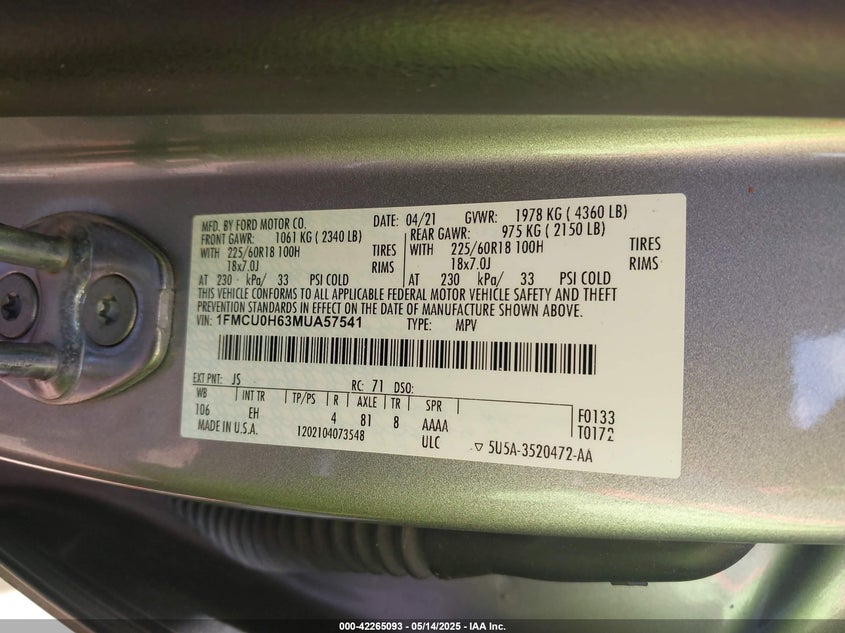 MFD. BY FORD MOTOR CO. DATE: 04/21 GVWR: 1978 KG ( 4360 LB)
FRONT GAWR: 1061 KG ( 2340 LB) REAR GAWR: 975 KG ( 2150 LB)
WITH 225/60R18 100H TIRES WITH 225/60R18 100H TIRES
18x7.0J RIMS 18x7.0J RIMS
AT 230 kPa/ 33 PSI COLD AT 230 kPa/ 33 PSI COLD
THIS VEHICLE CONFORMS TO ALL APPLICABLE FEDERAL MOTOR VEHICLE SAFETY AND THEFT
PREVENTION STANDARDS IN EFFECT ON THE DATE OF MANUFACTURE SHOWN ABOVE.
VIN: 1FMCU0H63MUA57541 TYPE: MPV
EXT PNT: JS RC: 71 DSO:
WB INT TR TP/PS R AXLE TR SPR
106 EH 4 81 8 AAAA F0133
MADE IN U.S.A. 1202104073548 ULC T0172
▽ 5U5A-3520472-AA
000-42265093 — 05/14/2025 — IAA Inc.